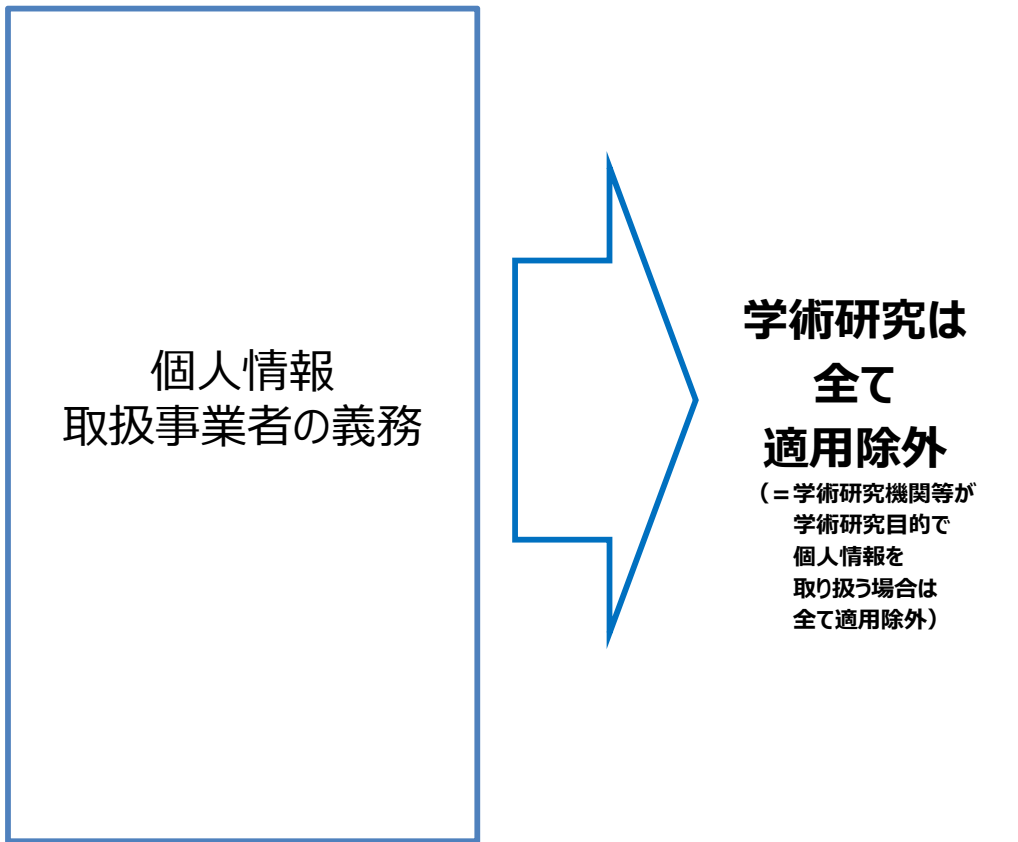 個人情報
取扱事業者の義務
学術研究は
全て
適用除外
(＝学術研究機関等が
学術研究目的で
個人情報を
取り扱う場合は
全て適用除外)